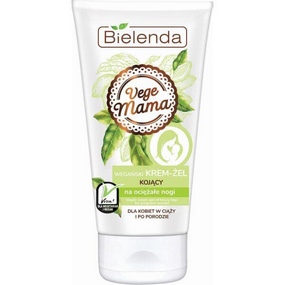 Bielenda
Vege
Mama
WEGAŃSKI KREM-ŻEL
KOJĄCY
na ociężałe nogi
DLA KOBIET W CIĄŻY
I PO PORODZIE